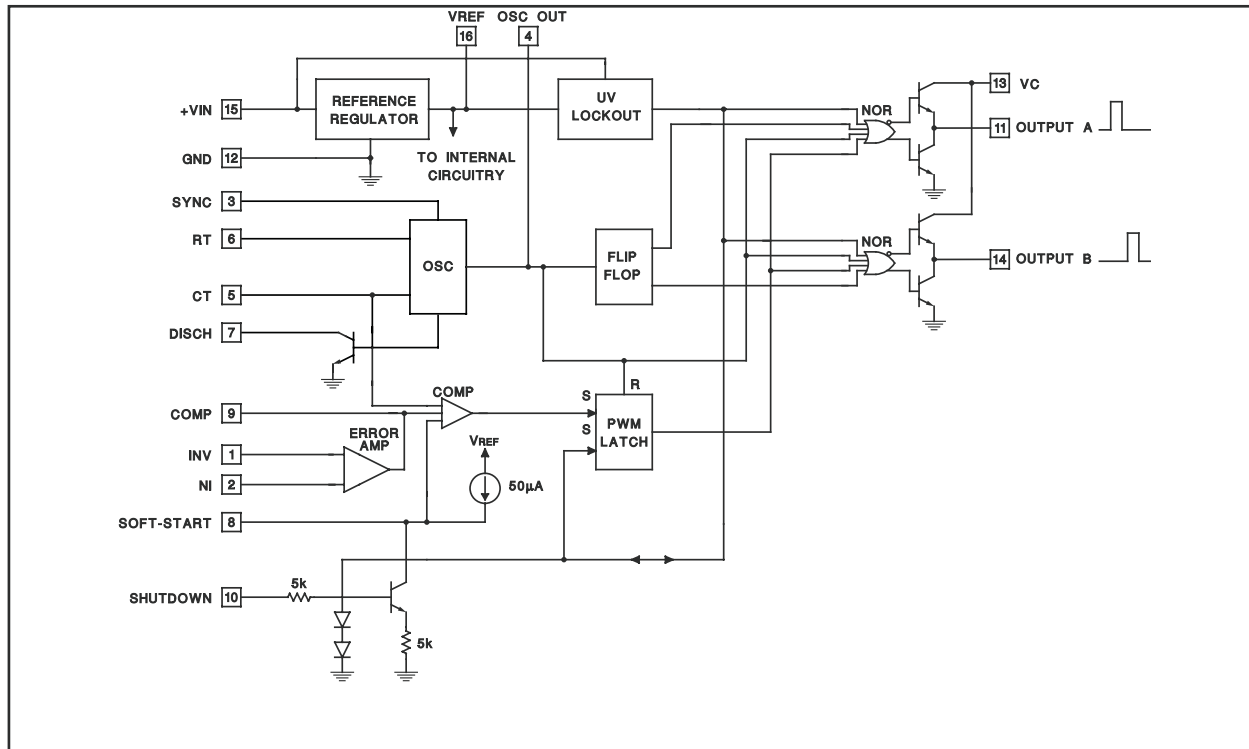 VREF OSC OUT
16 4
+VIN 15
REFERENCE
REGULATOR
UV
LOCKOUT
13 VC
NOR
11 OUTPUT A
GND 12
TO INTERNAL
CIRCUITRY
SYNC 3
RT 6
OSC
FLIP
FLOP
NOR
14 OUTPUT B
CT 5
DISCH 7
COMP
R
S
COMP 9
S
PWM
LATCH
ERROR
AMP
INV 1
VREF
NI 2
50µA
SOFT-START 8
5k
SHUTDOWN 10
5k